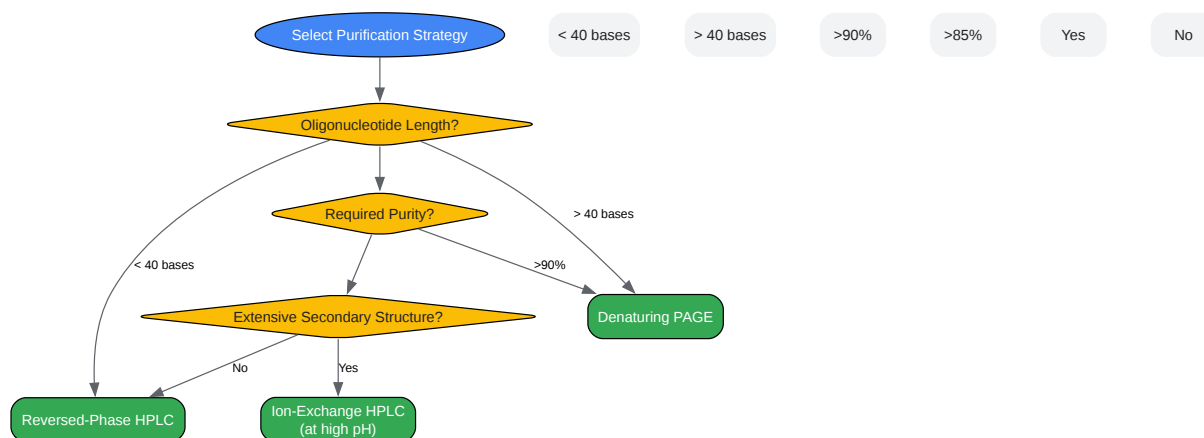 Select Purification Strategy
< 40 bases
> 40 bases
>90%
>85%
Yes
No
Oligonucleotide Length?
Required Purity?
> 40 bases
< 40 bases
>90%
Extensive Secondary Structure?
Denaturing PAGE
No
Yes
Reversed-Phase HPLC
Ion-Exchange HPLC
(at high pH)